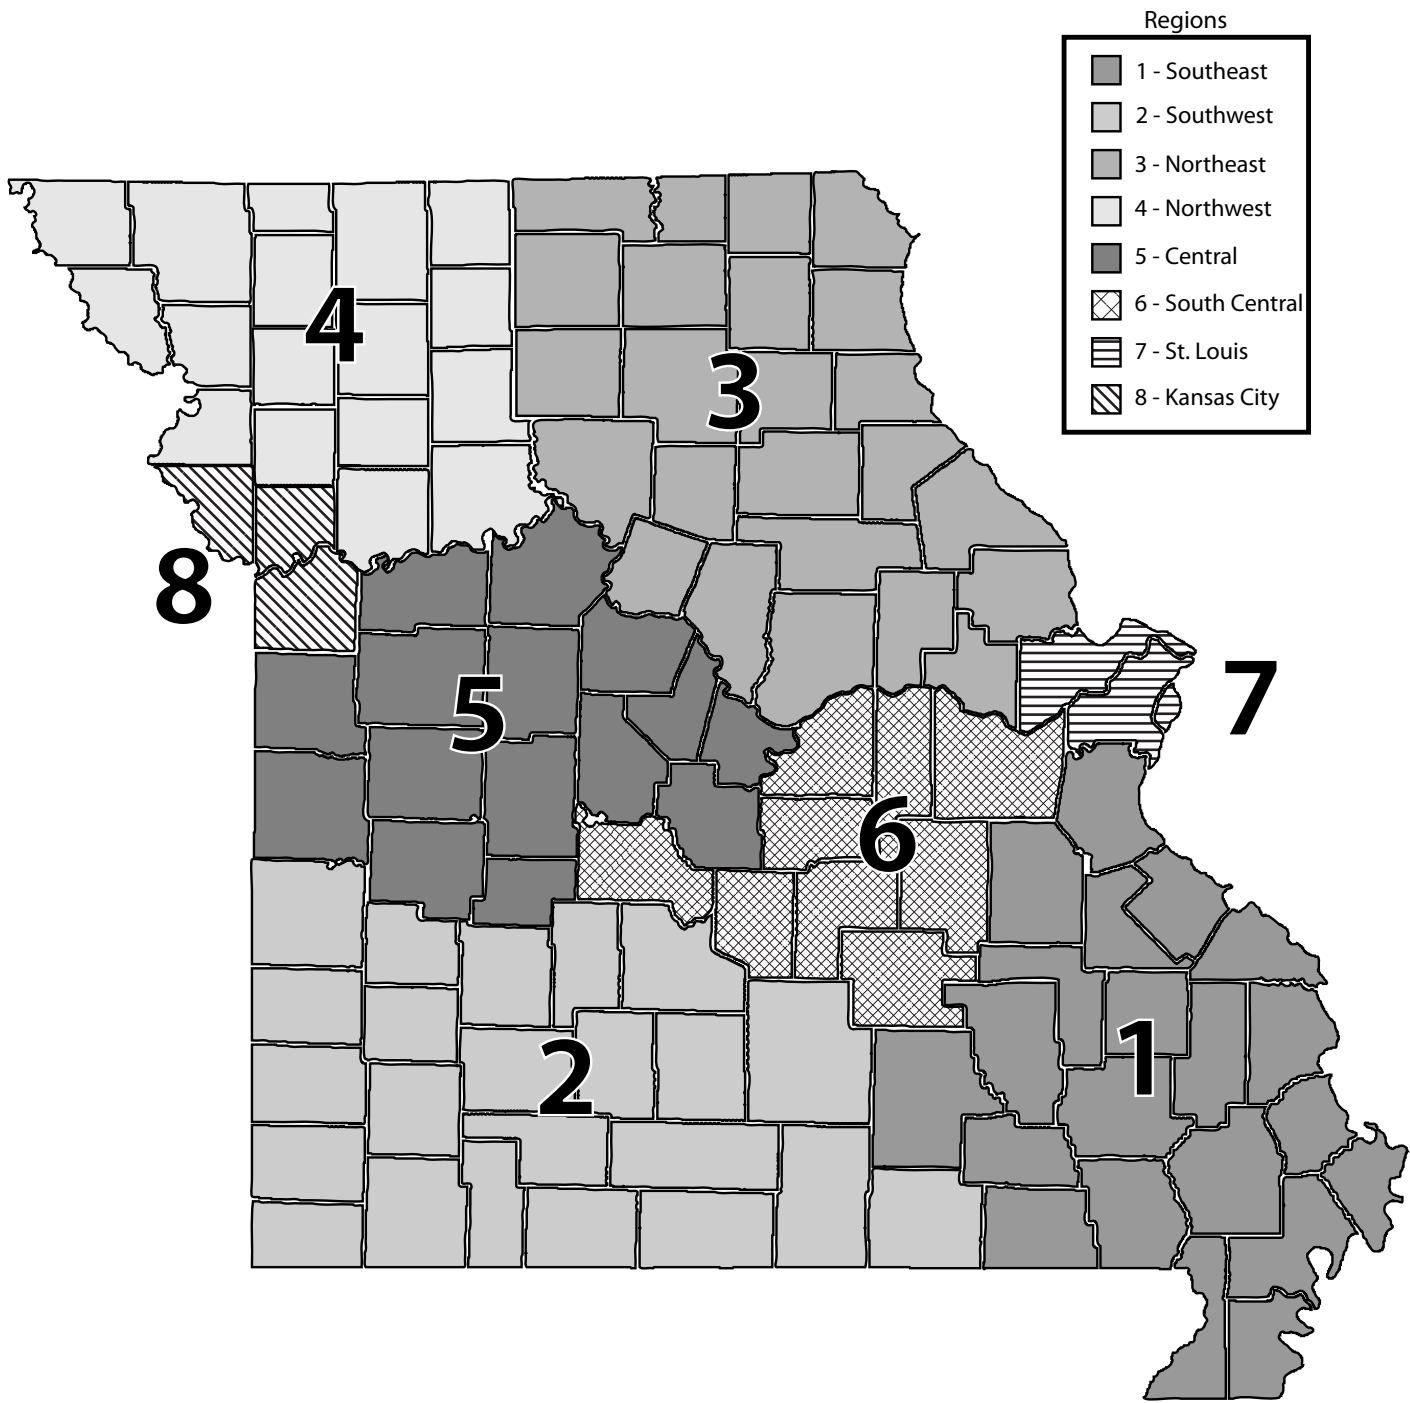 Regions
1 - Southeast
2 - Southwest
3 - Northeast
4 - Northwest
5 - Central
6 - South Central
7 - St. Louis
8 - Kansas City
4
3
8
5
7
6
1
2